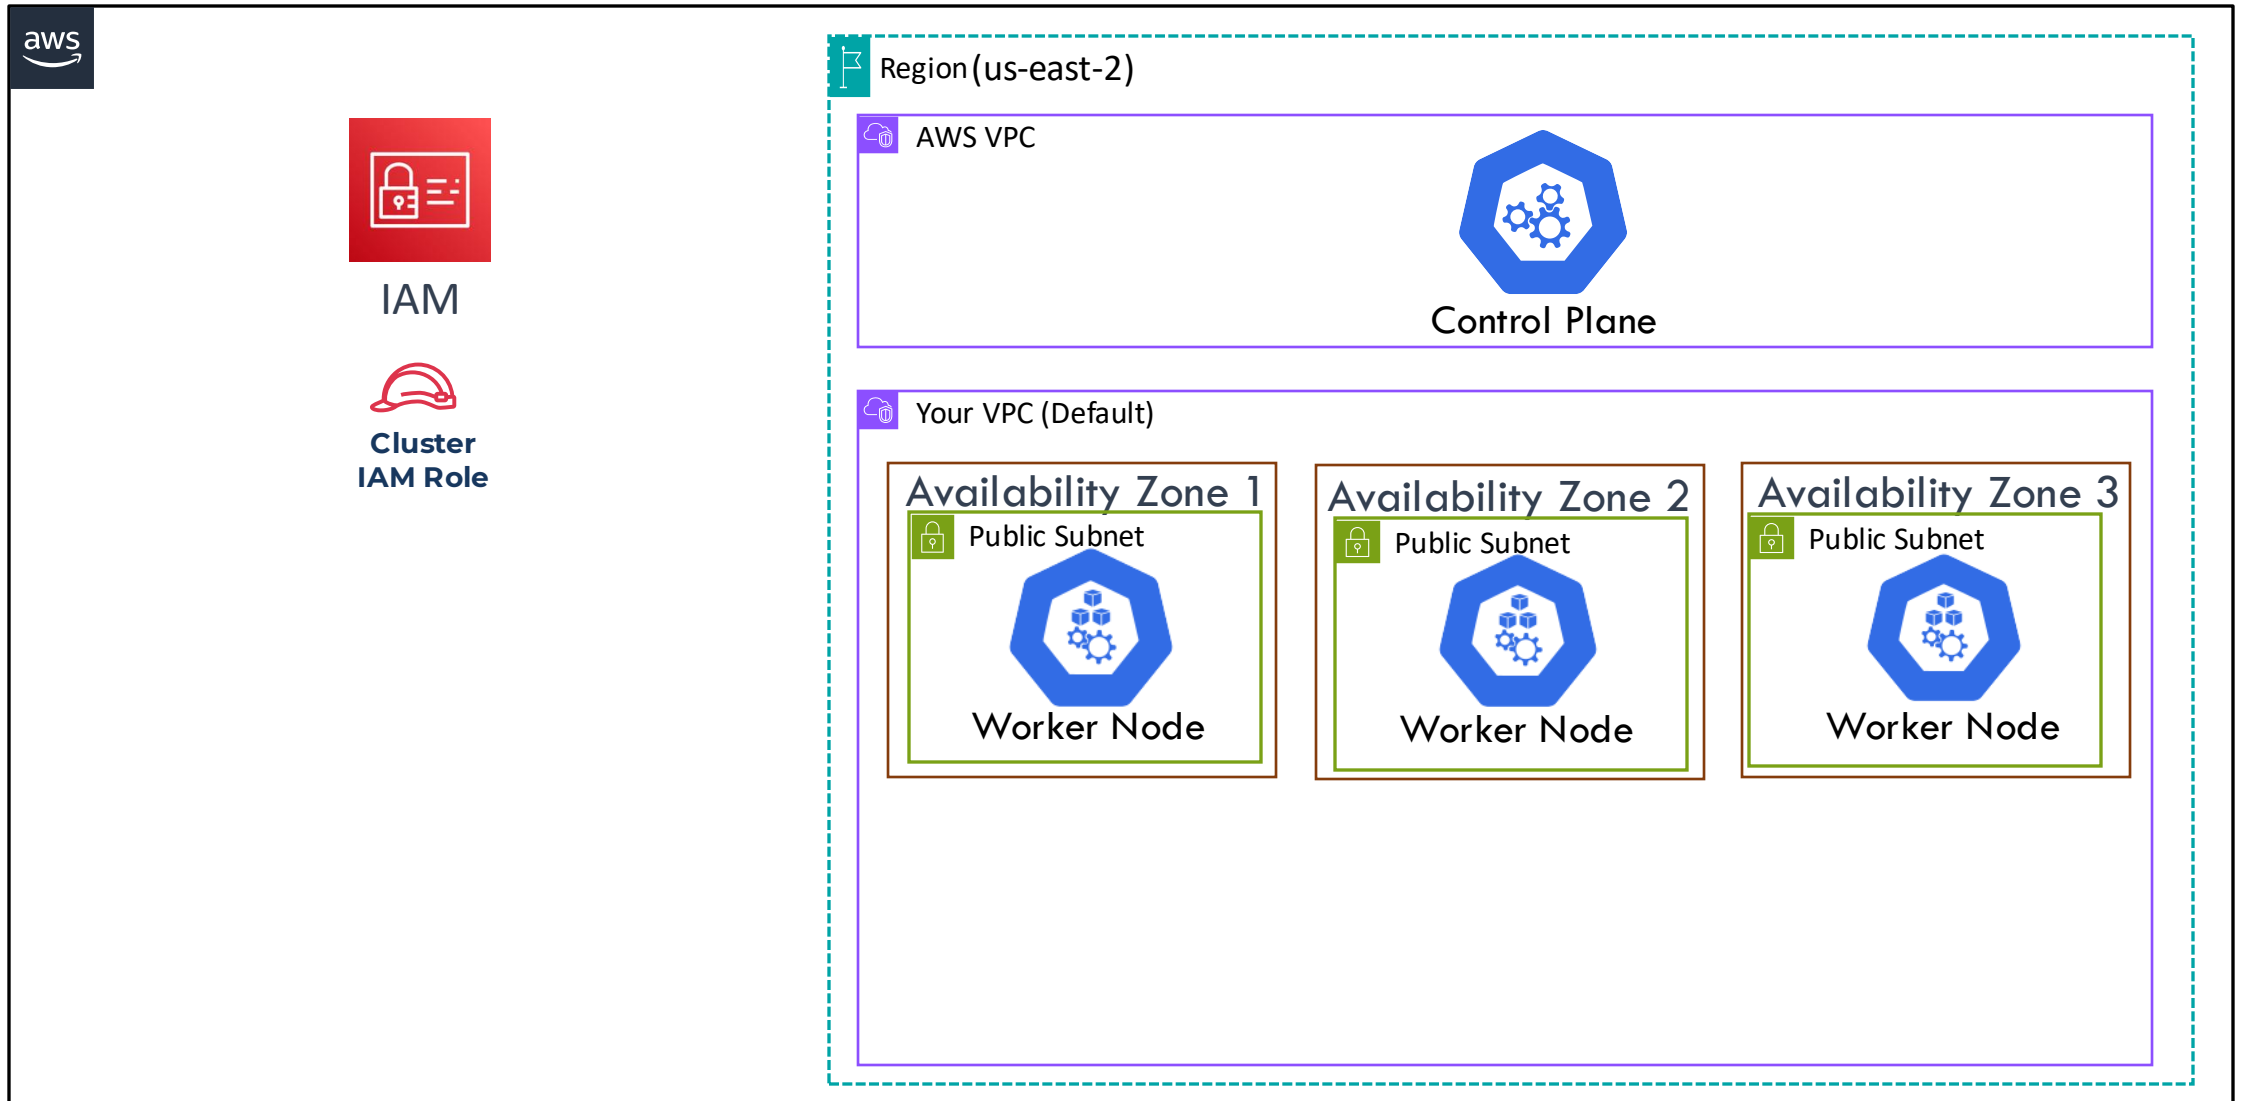 aws
Region (us-east-2)
AWS VPC
Control Plane
IAM
Cluster
IAM Role
Your VPC (Default)
Availability Zone 1
Public Subnet
Worker Node
Availability Zone 2
Public Subnet
Worker Node
Availability Zone 3
Public Subnet
Worker Node